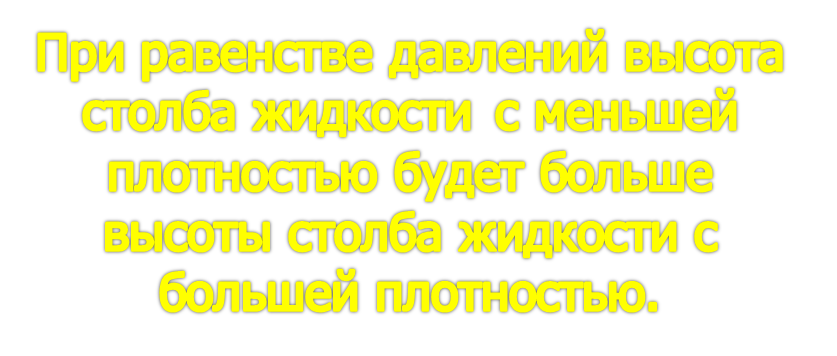 При равенстве давлений высота
столба жидкости с меньшей
плотностью будет больше
высоты столба жидкости с
большей плотностью.